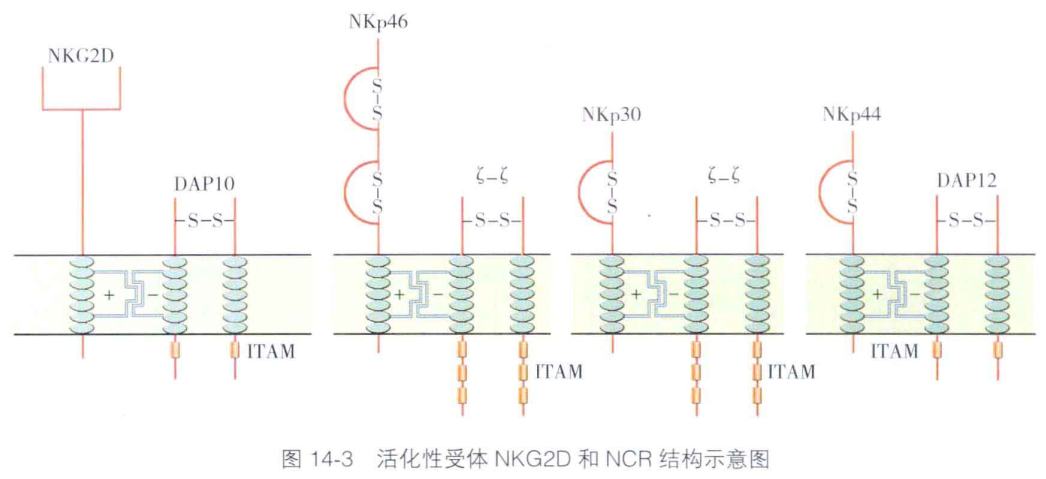 NKp46
NKG2D
NKp30
NKp44
DAP10
ζ–ζ
ζ–ζ
DAP12
S–S
S–S
S–S
S–S
–S–S–
–S–S–
–S–S–
–S–S–
+ –
+ –
+ –
+ –
ITAM
ITAM
ITAM
ITAM
图 14-3 活化性受体 NKG2D 和 NCR 结构示意图